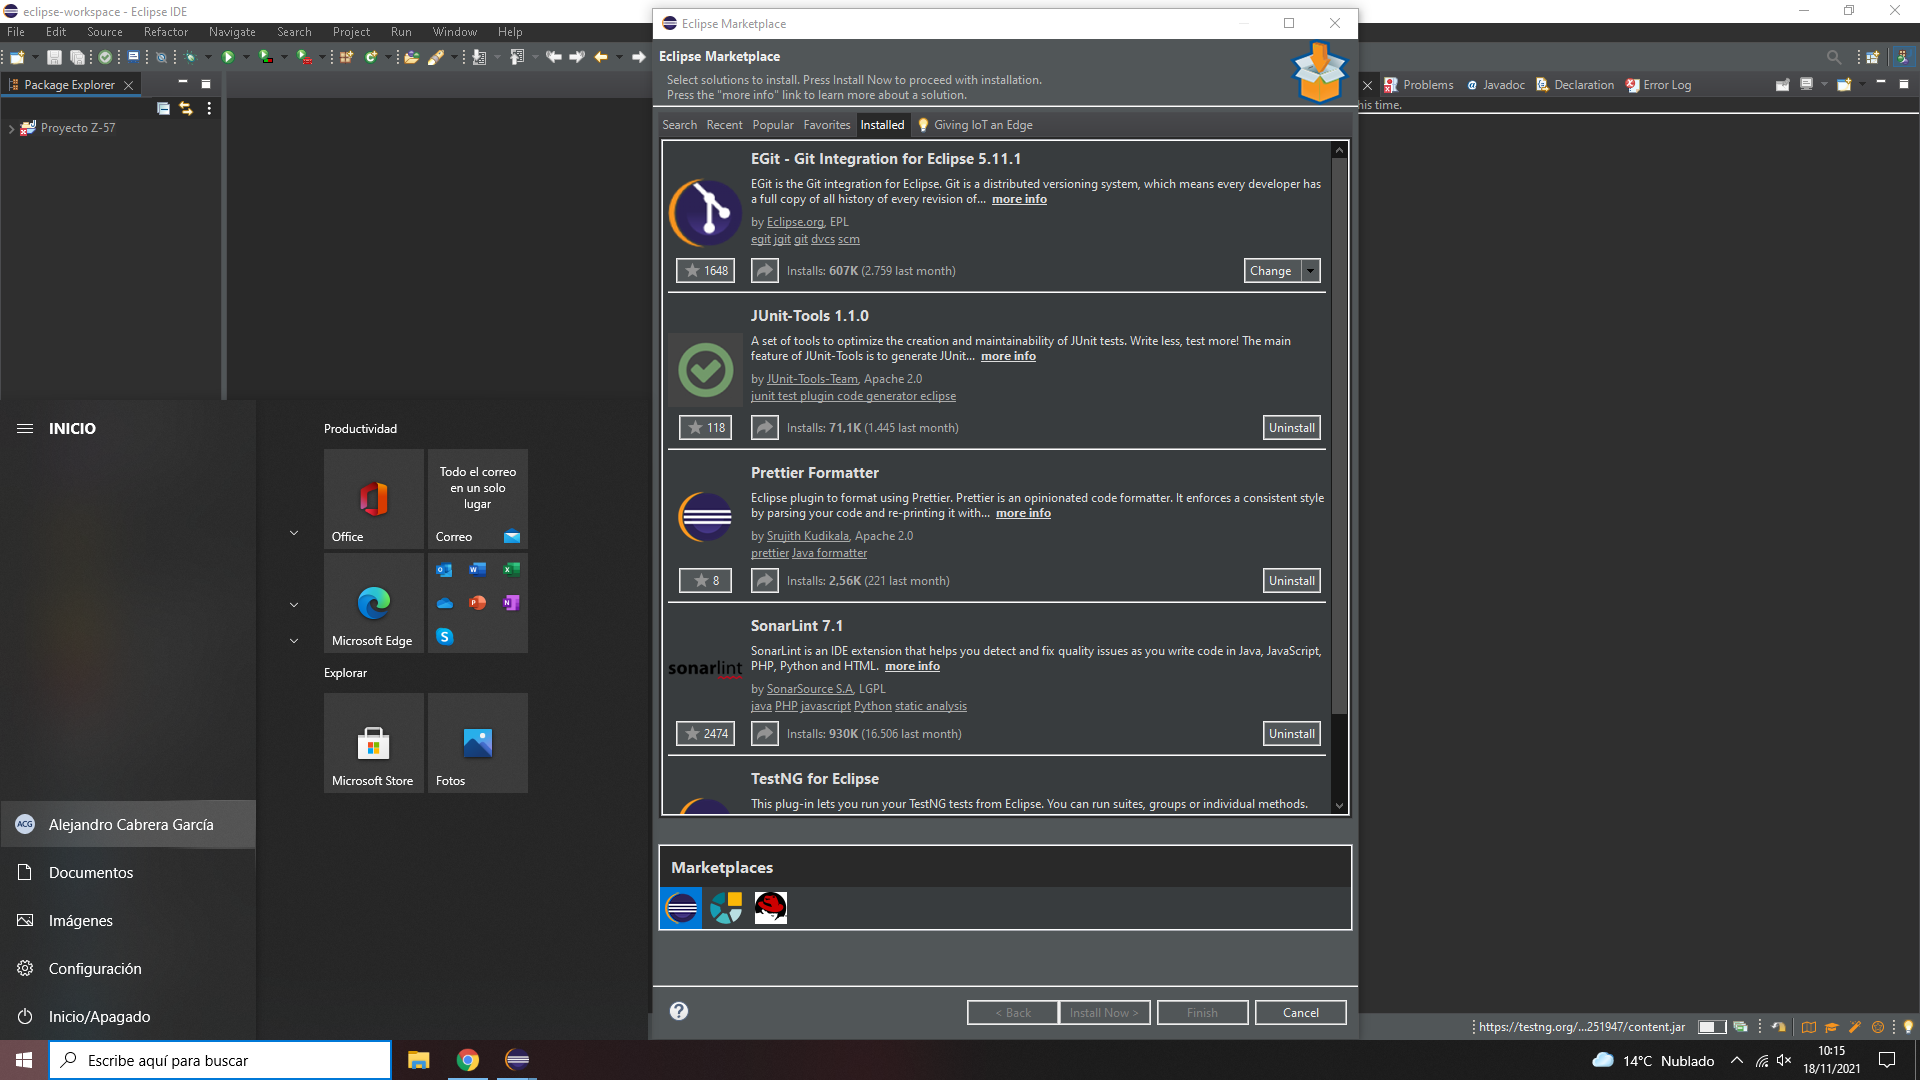 eclipse-workspace - Eclipse IDE
File Edit Source Refactor Navigate Search Project Run Window Help
Package Explorer
Proyecto Z-57
Eclipse Marketplace
Eclipse Marketplace
Select solutions to install. Press Install Now to proceed with installation.
Press the "more info" link to learn more about a solution.
Search Recent Popular Favorites Installed Giving IoT an Edge
EGit - Git Integration for Eclipse 5.11.1
EGit is the Git integration for Eclipse. Git is a distributed versioning system, which means every developer has
a full copy of all history of every revision of... more info
by Eclipse.org, EPL
egit jgit git dvcs scm
1648 Installs: 607K (2.759 last month) Change
JUnit-Tools 1.1.0
A set of tools to optimize the creation and maintainability of JUnit tests. Write less, test more! The main
feature of JUnit-Tools is to generate JUnit... more info
by JUnit-Tools-Team, Apache 2.0
junit test plugin code generator eclipse
118 Installs: 71,1K (1.445 last month) Uninstall
Prettier Formatter
Eclipse plugin to format using Prettier. Prettier is an opinionated code formatter. It enforces a consistent style
by parsing your code and re-printing it with... more info
by Srujith Kudikala, Apache 2.0
prettier Java formatter
8 Installs: 2,56K (221 last month) Uninstall
SonarLint 7.1
sonarlint
SonarLint is an IDE extension that helps you detect and fix quality issues as you write code in Java, JavaScript,
PHP, Python and HTML. more info
by SonarSource S.A, LGPL
java PHP javascript Python static analysis
2474 Installs: 930K (16.506 last month) Uninstall
TestNG for Eclipse
This plug-in lets you run your TestNG tests from Eclipse. You can run suites, groups or individual methods.
Marketplaces
< Back Install Now > Finish Cancel
Problems Javadoc Declaration Error Log
his time.
https://testng.org/...251947/content.jar
INICIO
Productividad
Office
Todo el correo
en un solo
lugar
Correo
Microsoft Edge
Explorar
Microsoft Store
Fotos
ACG Alejandro Cabrera García
Documentos
Imágenes
Configuración
Inicio/Apagado
Escribe aquí para buscar
14°C Nublado
10:15
18/11/2021